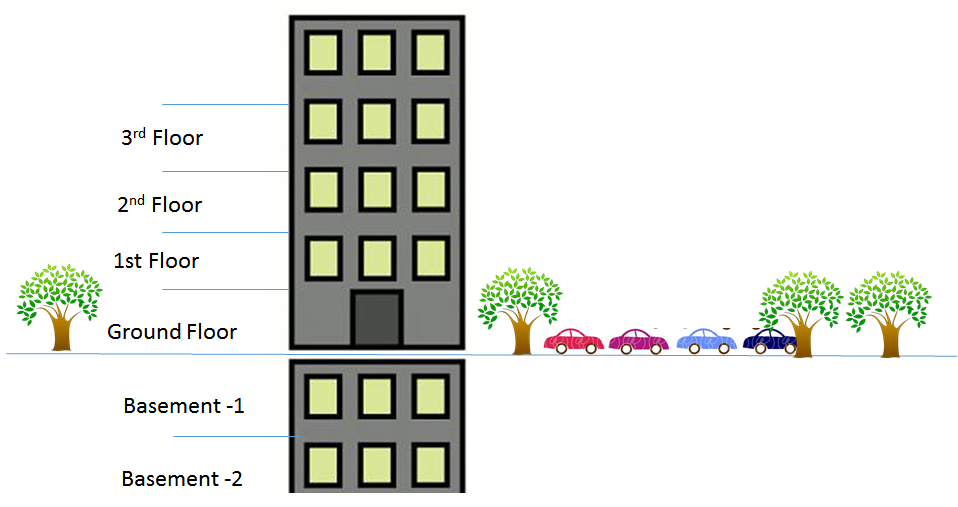 3rd Floor
2nd Floor
1st Floor
Ground Floor
Basement -1
Basement -2